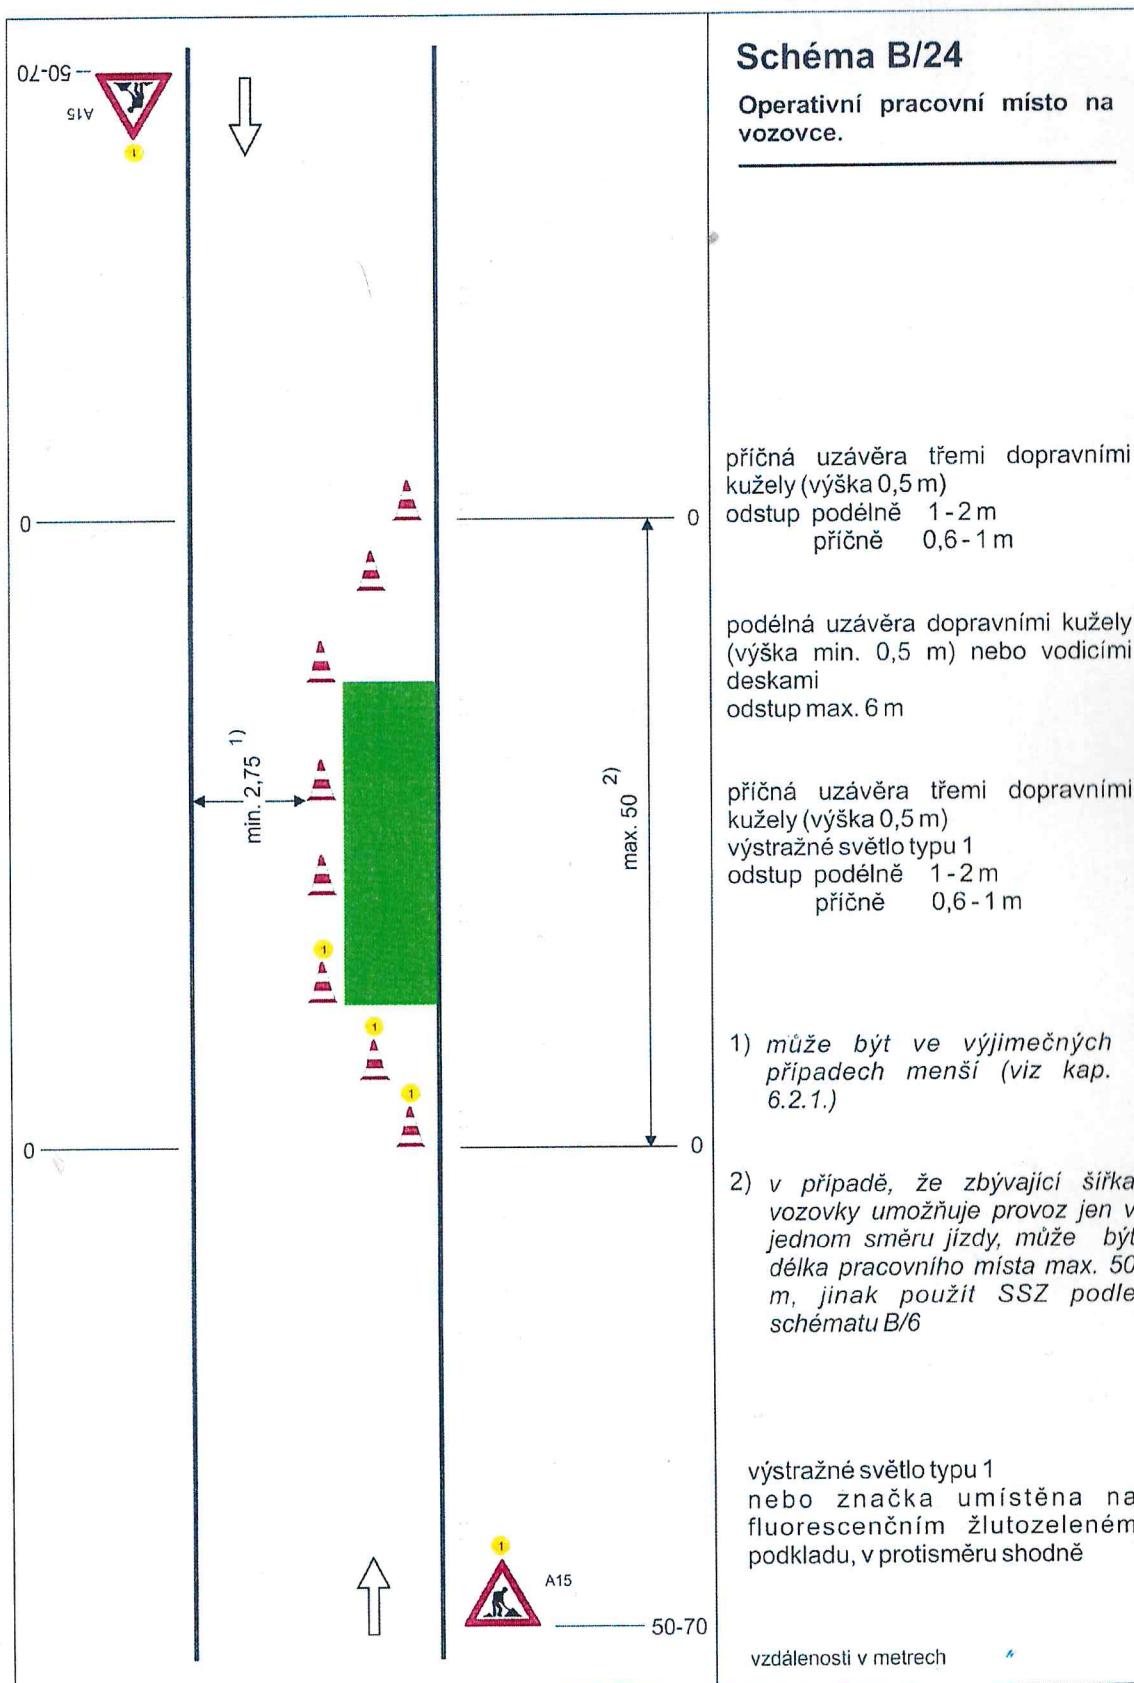 Schéma B/24
Operativní pracovní místo na
vozovce.
50-70
A15
1
příčná uzávěra třemi dopravními
kužely (výška 0,5 m)
odstup podélně 1-2 m
příčně 0,6-1 m
0
0
podélná uzávěra dopravními kužely
(výška min. 0,5 m) nebo vodicími
deskami
odstup max. 6 m
min. 2,75 1)
max. 50 2)
příčná uzávěra třemi dopravními
kužely (výška 0,5 m)
výstražné světlo typu 1
odstup podélně 1-2 m
příčně 0,6-1 m
1
1
1
0
0
1) může být ve výjimečných
případech menší (viz kap.
6.2.1.)
2) v případě, že zbývající šířka
vozovky umožňuje provoz jen v
jednom směru jízdy, může být
délka pracovního místa max. 50
m, jinak použít SSZ podle
schématu B/6
výstražné světlo typu 1
nebo značka umístěna na
fluorescenčním žlutozeleném
podkladu, v protisměru shodně
1
A15
50-70
vzdálenosti v metrech